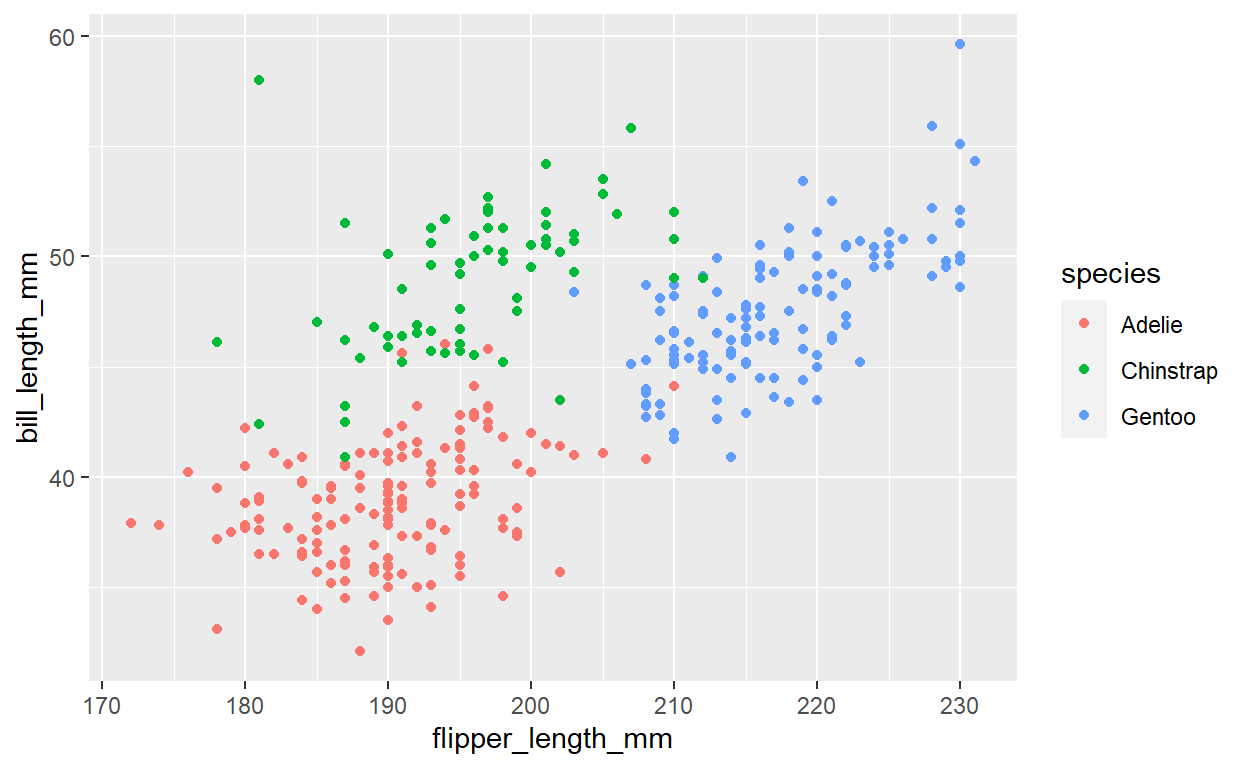 60
50
40
bill_length_mm
170 180 190 200 210 220 230
flipper_length_mm
species
Adelie
Chinstrap
Gentoo